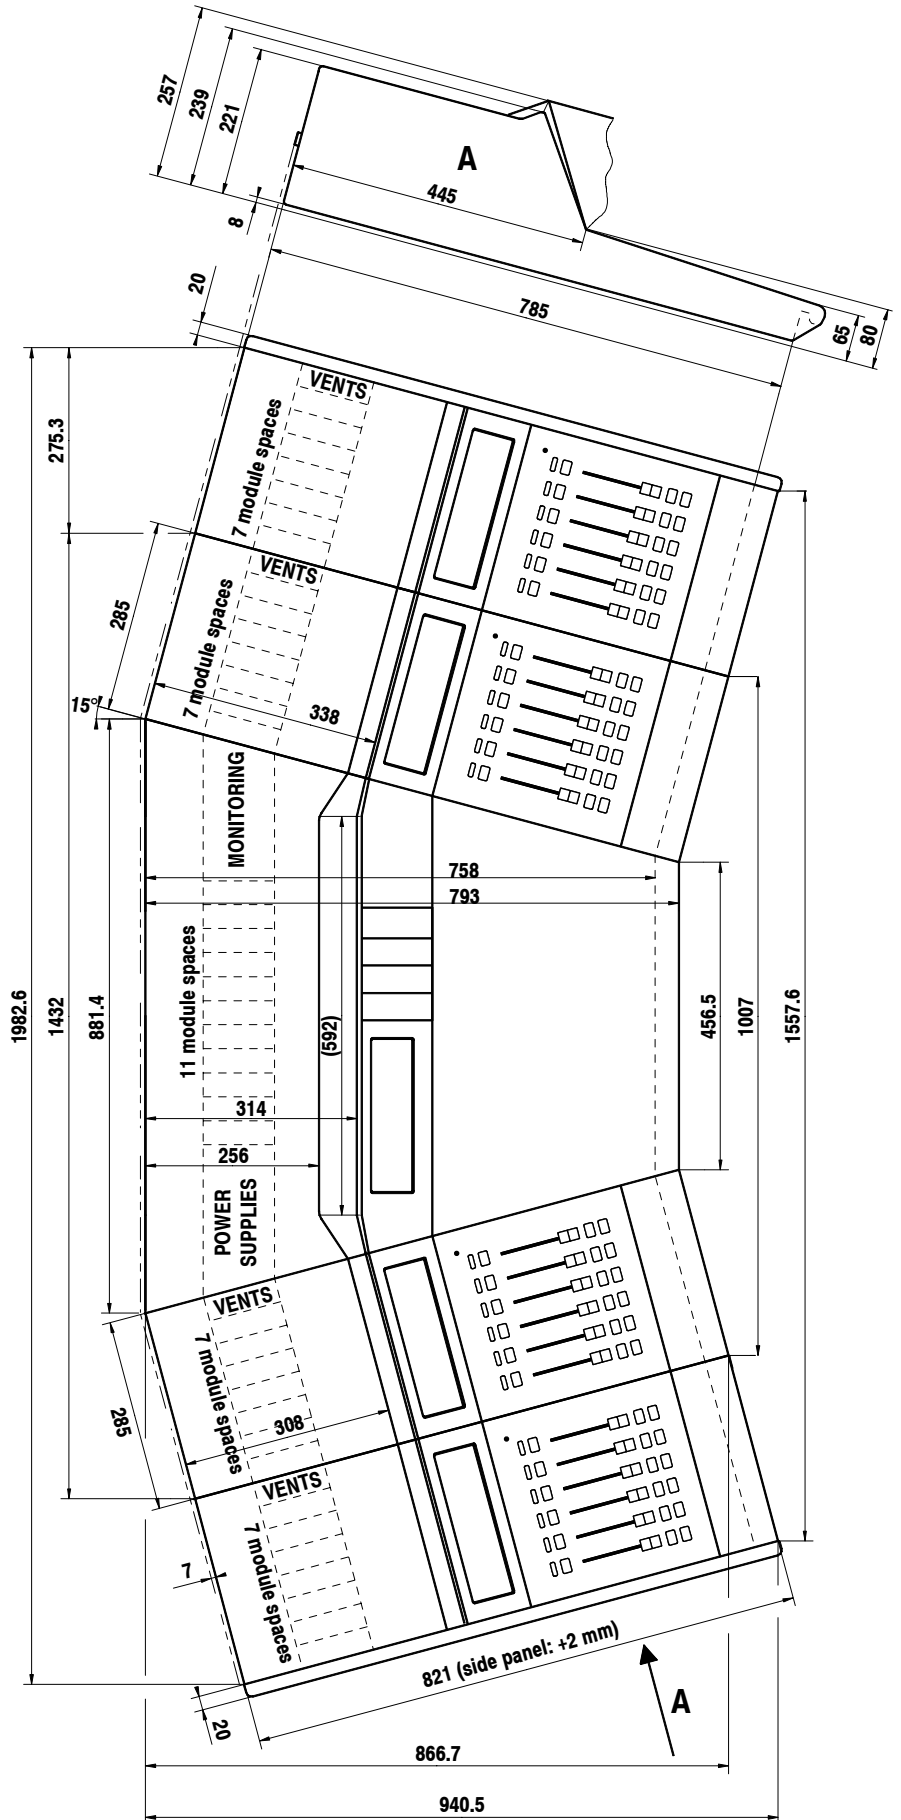 257
239
221
A
445
8
20
785
65
80
VENTS
7 module spaces
275.3
VENTS
7 module spaces
285
15°
338
MONITORING
758
793
11 module spaces
1982.6
1432
881.4
(592)
456.5
1007
1557.6
314
256
POWER
SUPPLIES
VENTS
7 module spaces
285
308
VENTS
7 module spaces
7
821 (side panel: +2 mm)
A
20
866.7
940.5